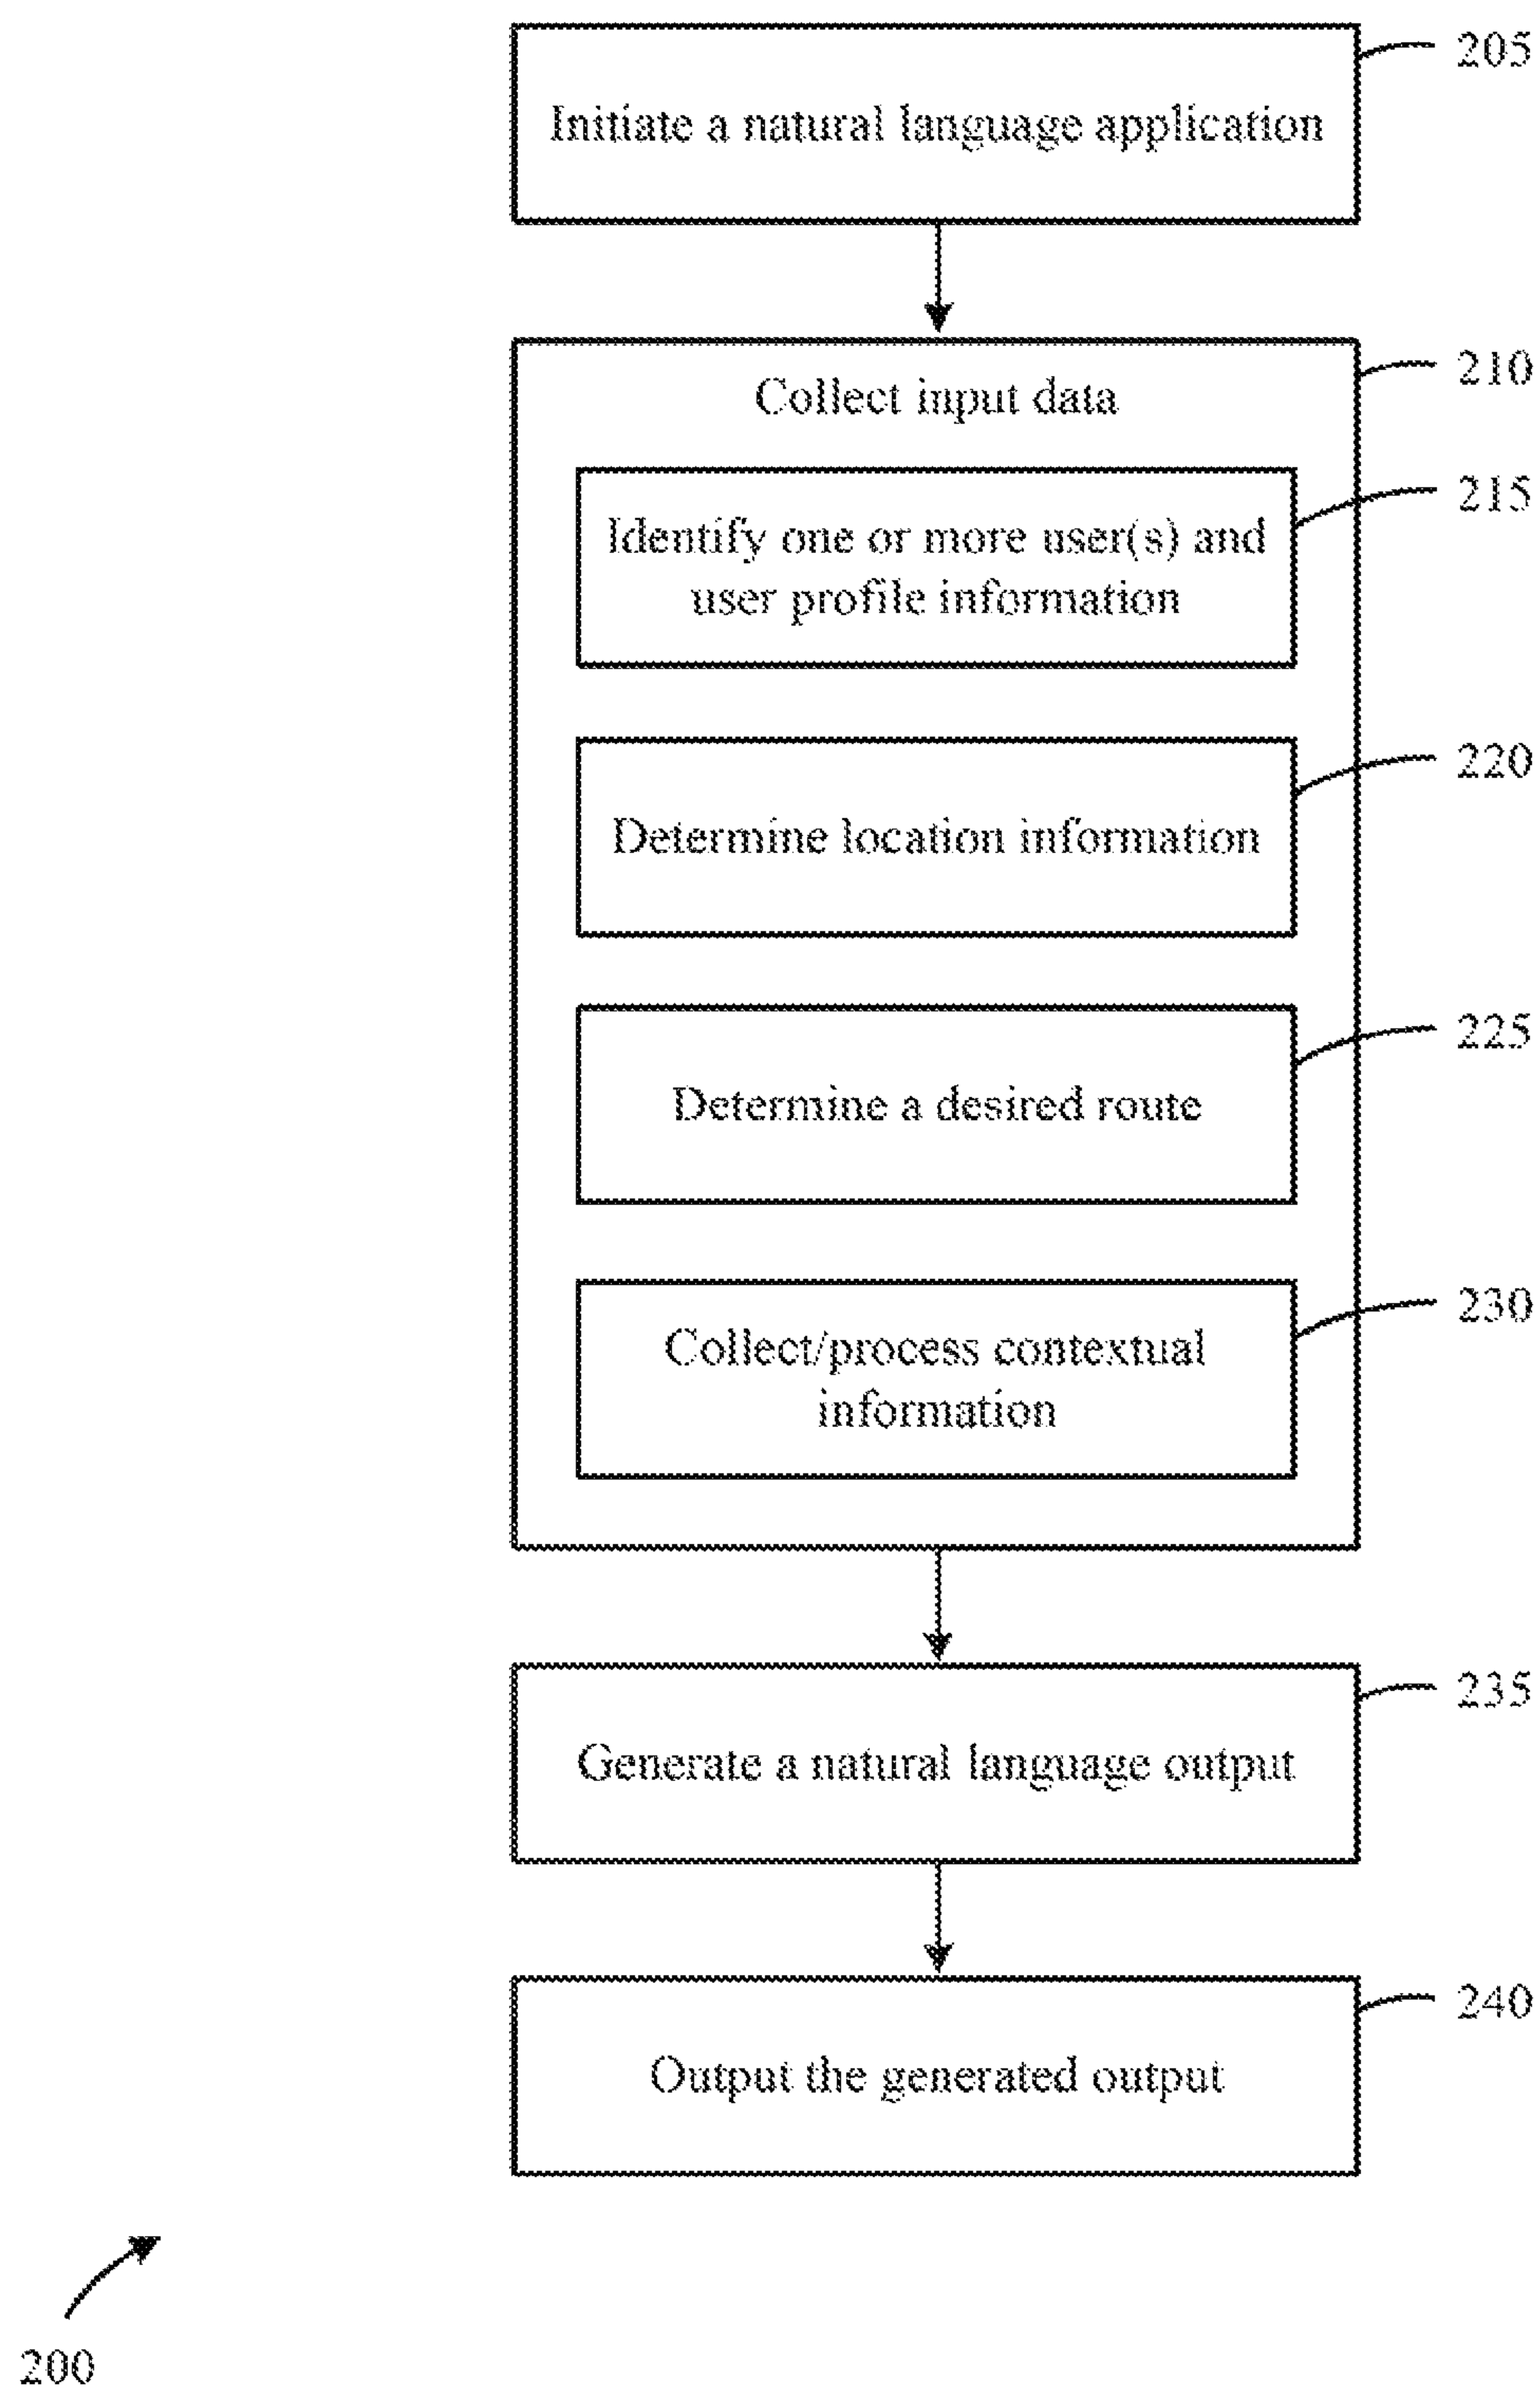 205
Initiate a natural language application
210
Collect input data
215
Identify one or more user(s) and
user profile information
220
Determine location information
225
Determine a desired route
230
Collect/process contextual
information
235
Generate a natural language output
240
Output the generated output
200